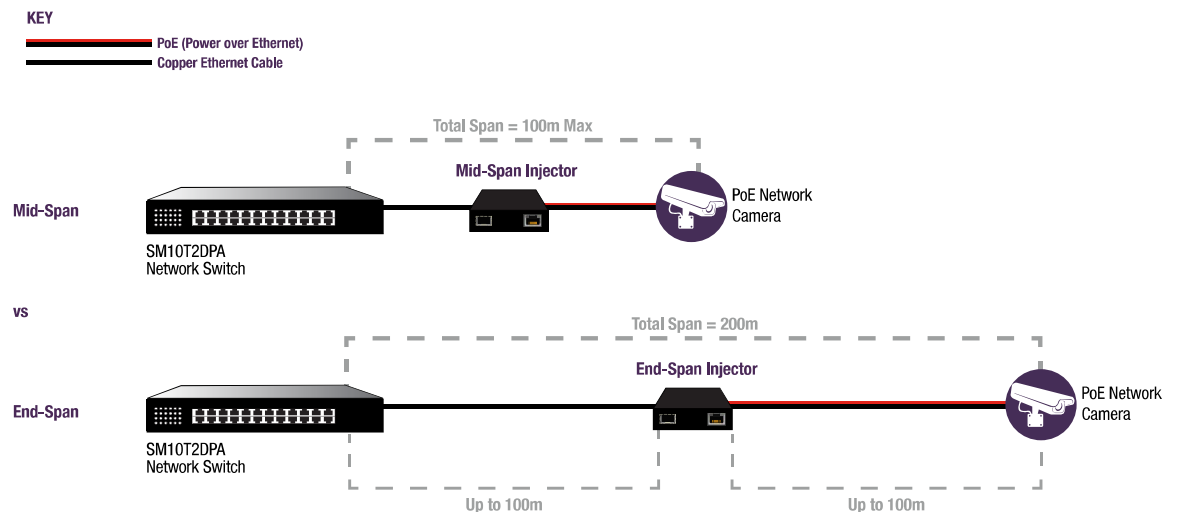 KEY
PoE (Power over Ethernet)
Copper Ethernet Cable
Total Span = 100m Max
Mid-Span Injector
Mid-Span
PoE Network
Camera
SM10T2DPA
Network Switch
vs
Total Span = 200m
End-Span Injector
End-Span
PoE Network
Camera
SM10T2DPA
Network Switch
Up to 100m
Up to 100m